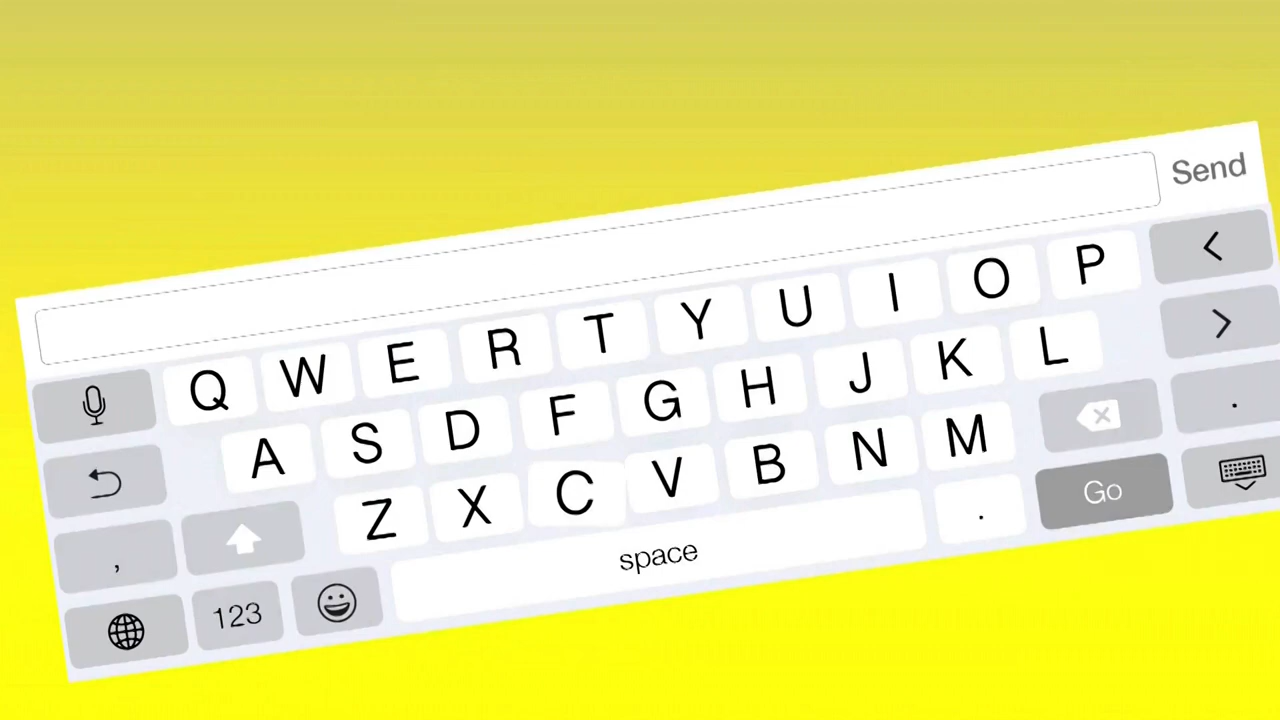 Send
Q W E R T Y U I O P
A S D F G H J K L .
, Z X C V B N M
123 space . Go